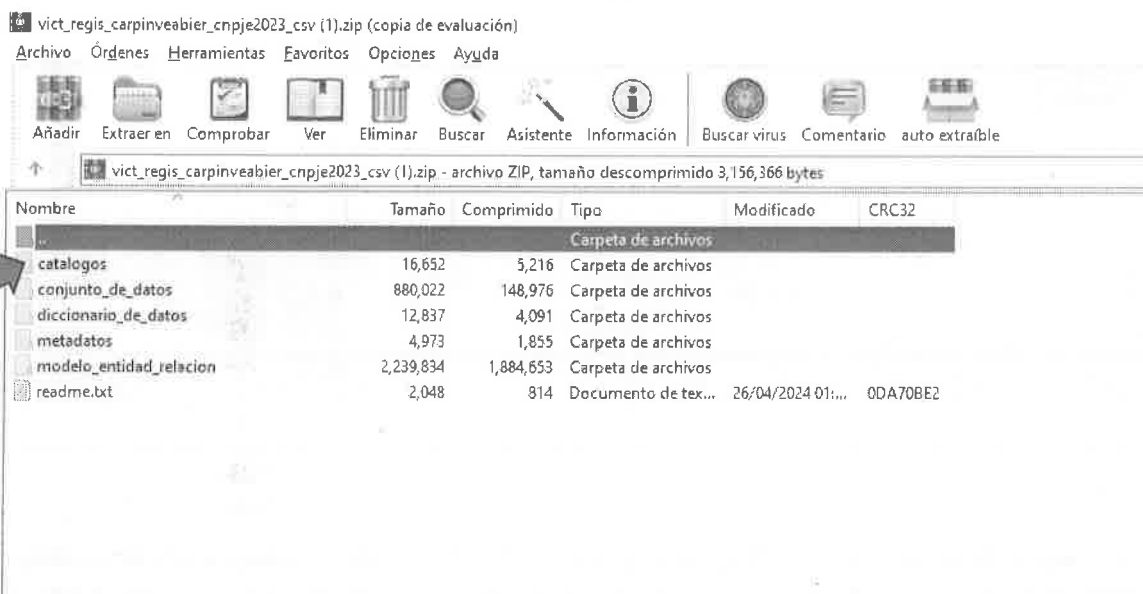 vict_regis_carpinveabier_cnpje2023_csv (1).zip (copia de evaluación)
Archivo Órdenes Herramientas Favoritos Opciones Ayuda
Añadir Extraer en Comprobar Ver Eliminar Buscar Asistente Información Buscar virus Comentario auto extraíble
vict_regis_carpinveabier_cnpje2023_csv (1).zip - archivo ZIP, tamaño descomprimido 3,156,366 bytes
Nombre Tamaño Comprimido Tipo Modificado CRC32
.. Carpeta de archivos
catalogos 16,652 5,216 Carpeta de archivos
conjunto_de_datos 880,022 148,976 Carpeta de archivos
diccionario_de_datos 12,837 4,091 Carpeta de archivos
metadatos 4,973 1,855 Carpeta de archivos
modelo_entidad_relacion 2,239,834 1,884,653 Carpeta de archivos
readme.txt 2,048 814 Documento de tex... 26/04/2024 01:... 0DA70BE2